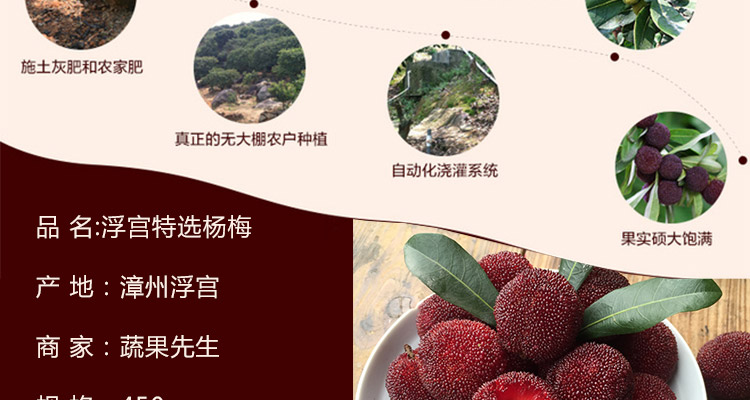 施土灰肥和农家肥
真正的无大棚农户种植
自动化浇灌系统
果实硕大饱满
品 名:浮宫特选杨梅
产 地：漳州浮宫
商 家：蔬果先生